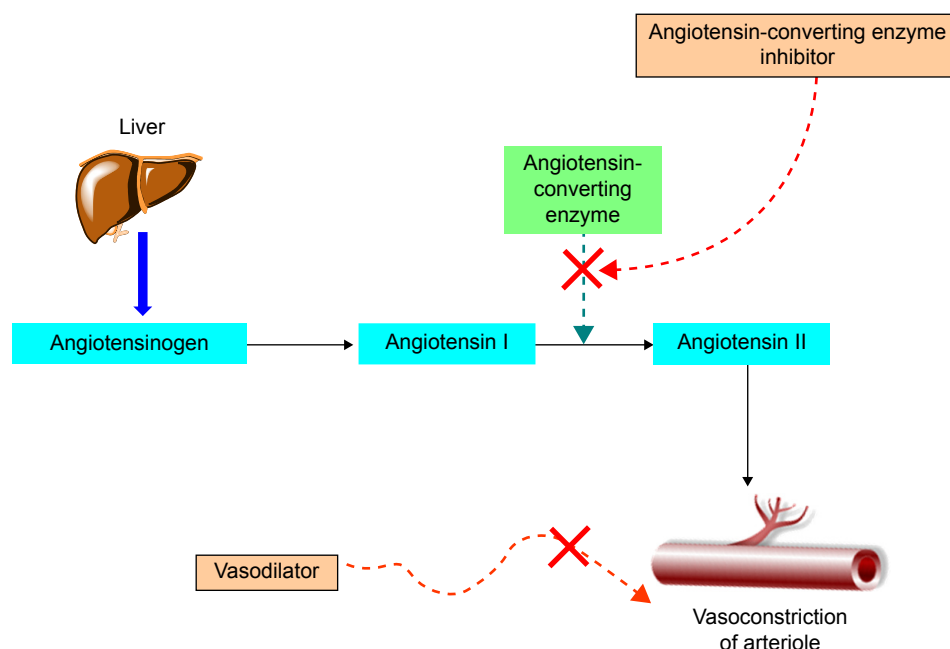 Angiotensin-converting enzyme
inhibitor
Liver
Angiotensin-
converting
enzyme
Angiotensinogen
Angiotensin I
Angiotensin II
Vasodilator
Vasoconstriction
of arteriole